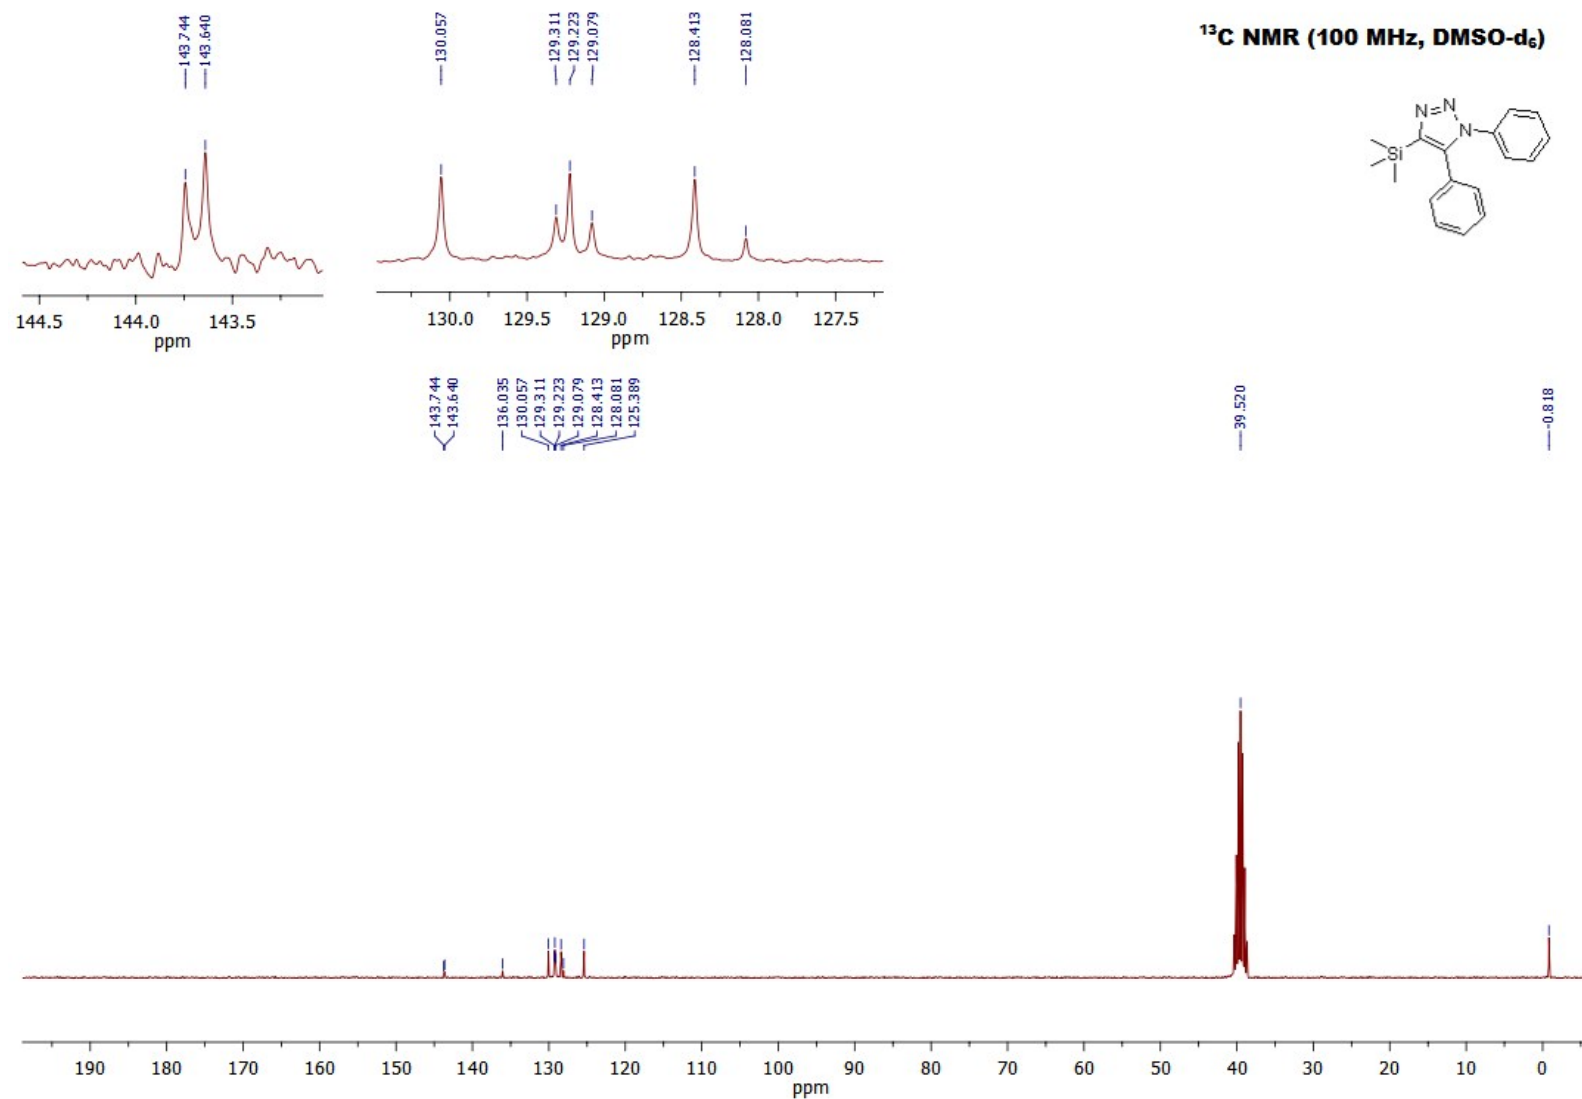 143.744
143.640
130.057
129.311
129.223
129.079
128.413
128.081
¹³C NMR (100 MHz, DMSO-d₆)
N N
N
Si
144.5 144.0 143.5
ppm
130.0 129.5 129.0 128.5 128.0 127.5
ppm
143.744
143.640
136.035
130.057
129.311
129.223
129.079
128.413
128.081
125.389
39.520
-0.818
190 180 170 160 150 140 130 120 110 100 90 80 70 60 50 40 30 20 10 0
ppm